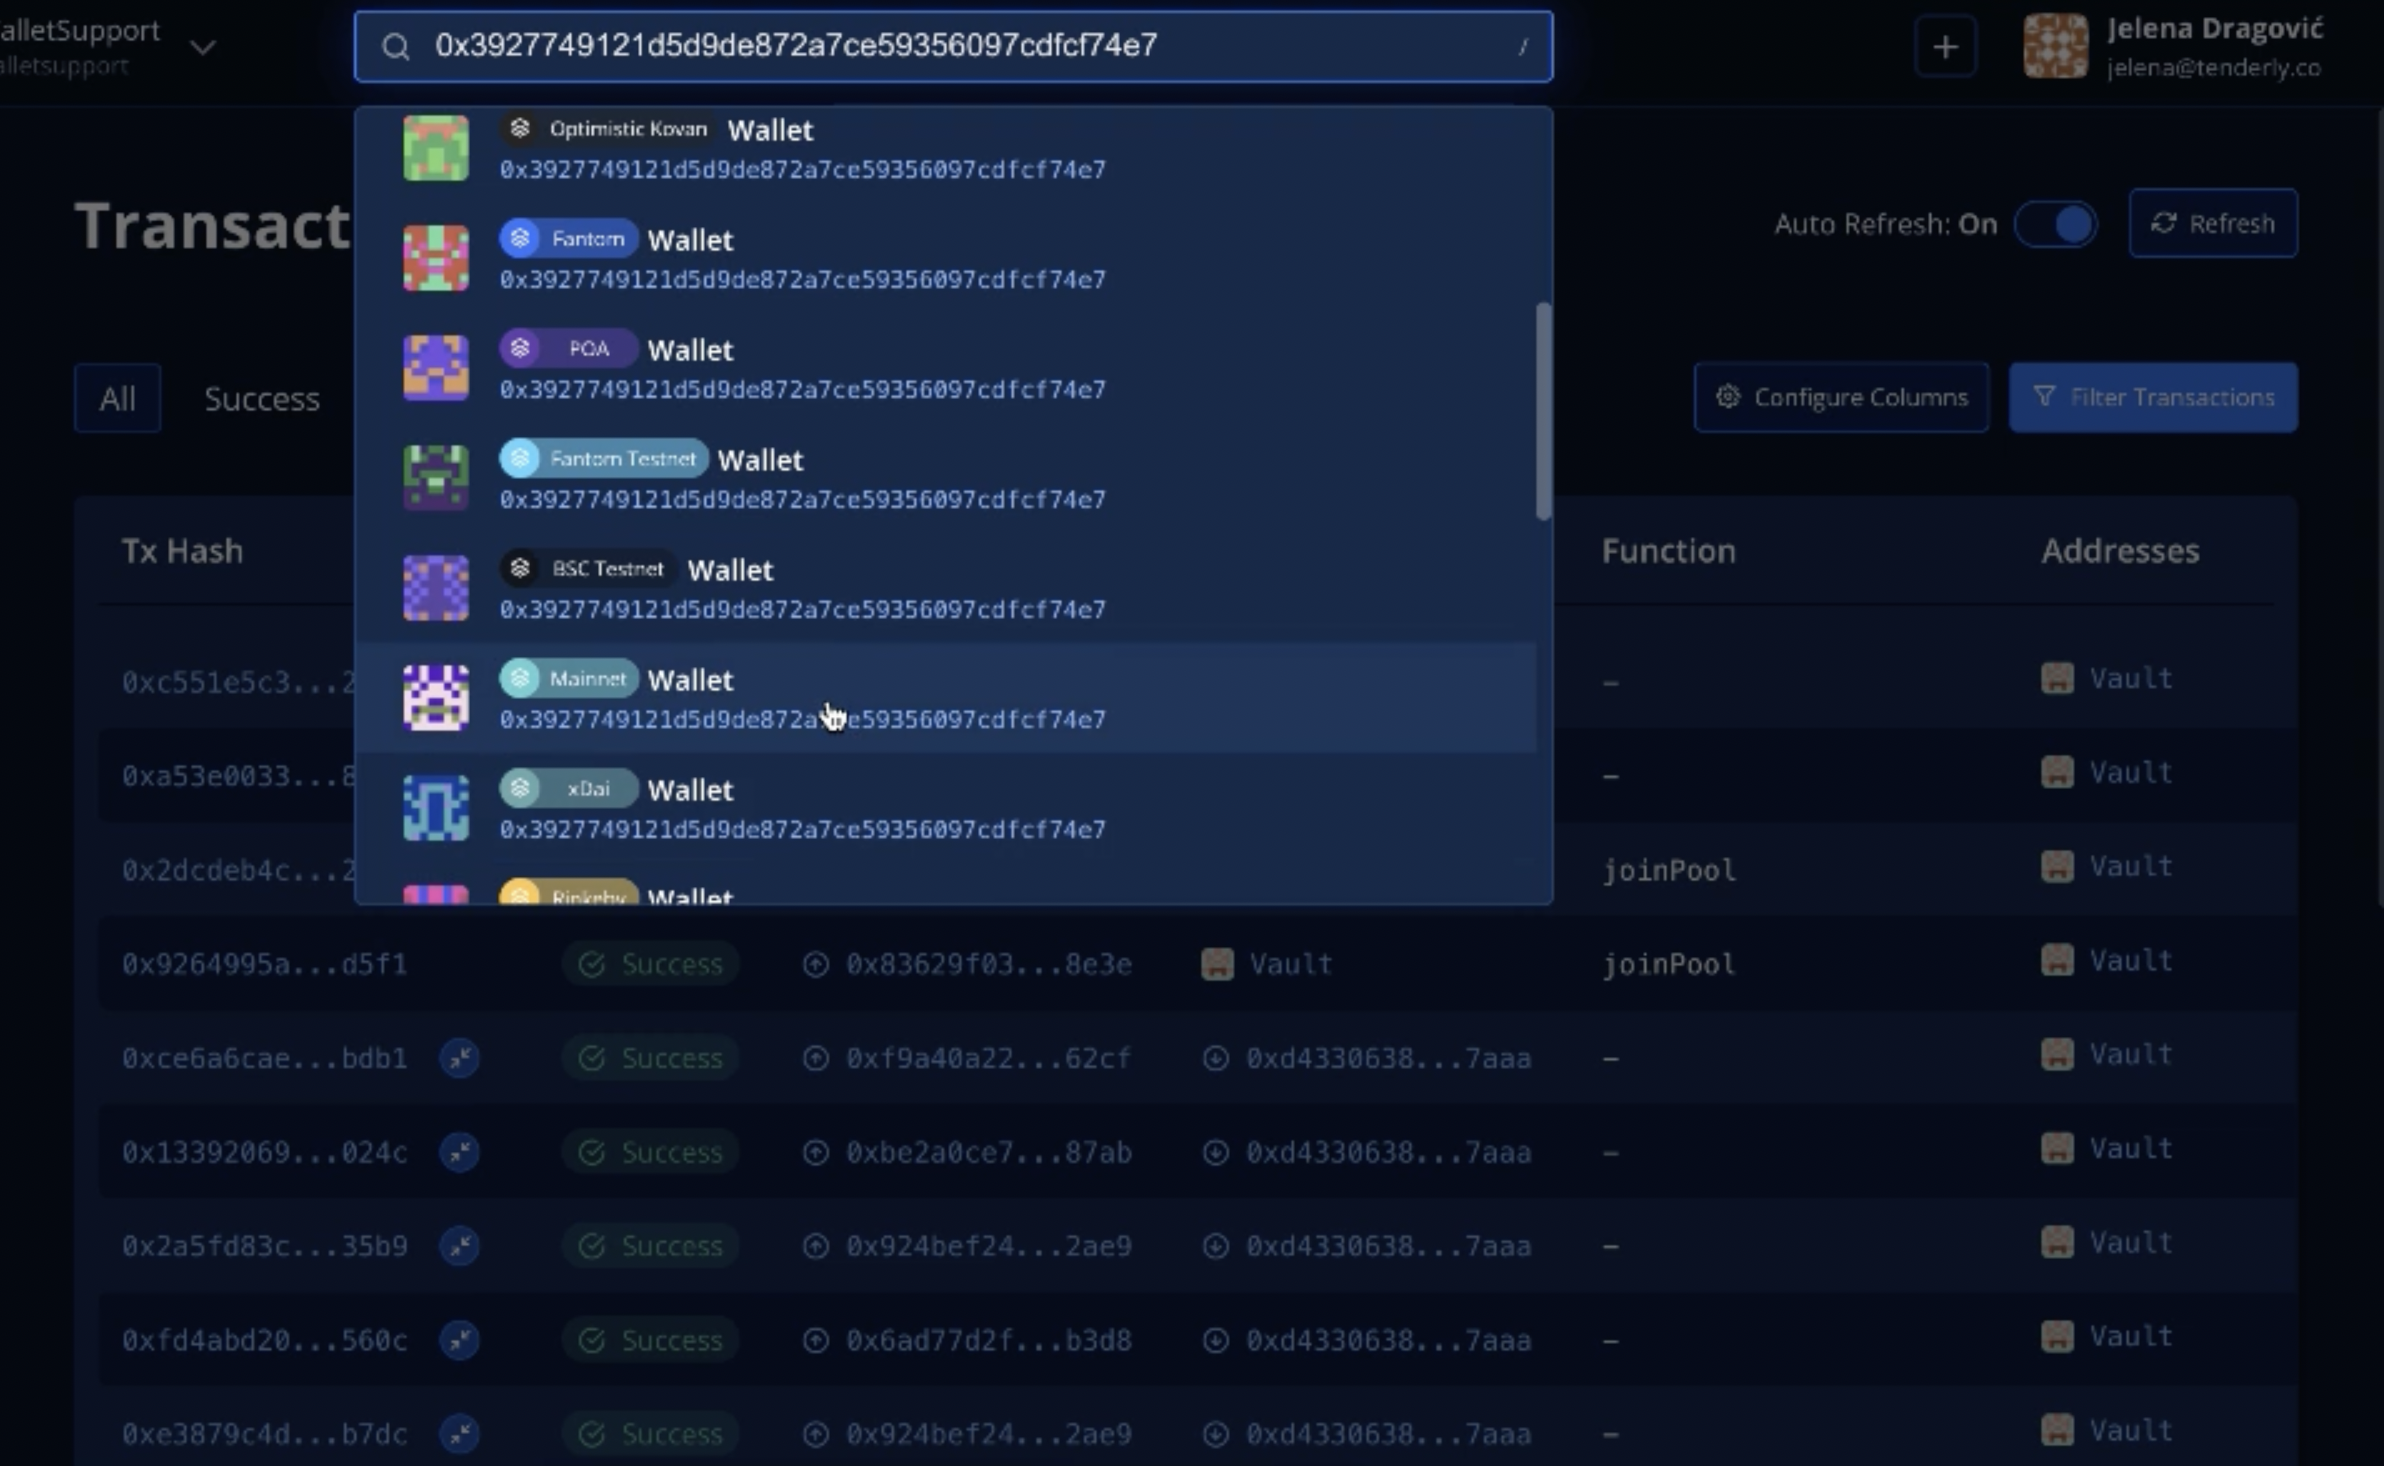 alletSupport
alletsupport
0x3927749121d5d9de872a7ce59356097cdfcf74e7 /
Jelena Dragović
jelena@tenderly.co
Optimistic Kovan Wallet
0x3927749121d5d9de872a7ce59356097cdfcf74e7
Fantom Wallet
0x3927749121d5d9de872a7ce59356097cdfcf74e7
POA Wallet
0x3927749121d5d9de872a7ce59356097cdfcf74e7
Fantom Testnet Wallet
0x3927749121d5d9de872a7ce59356097cdfcf74e7
BSC Testnet Wallet
0x3927749121d5d9de872a7ce59356097cdfcf74e7
Mainnet Wallet
0x3927749121d5d9de872a7ce59356097cdfcf74e7
xDai Wallet
0x3927749121d5d9de872a7ce59356097cdfcf74e7
Rinkeby Wallet
Transact
Auto Refresh: On
Refresh
All Success
Configure Columns
Filter Transactions
Tx Hash Function Addresses
0xc551e5c3...2 – Vault
0xa53e0033...8 – Vault
0x2dcdeb4c...2 joinPool Vault
0x9264995a...d5f1 Success 0x83629f03...8e3e Vault joinPool Vault
0xce6a6cae...bdb1 Success 0xf9a40a22...62cf 0xd4330638...7aaa – Vault
0x13392069...024c Success 0xbe2a0ce7...87ab 0xd4330638...7aaa – Vault
0x2a5fd83c...35b9 Success 0x924bef24...2ae9 0xd4330638...7aaa – Vault
0xfd4abd20...560c Success 0x6ad77d2f...b3d8 0xd4330638...7aaa – Vault
0xe3879c4d...b7dc Success 0x924bef24...2ae9 0xd4330638...7aaa – Vault